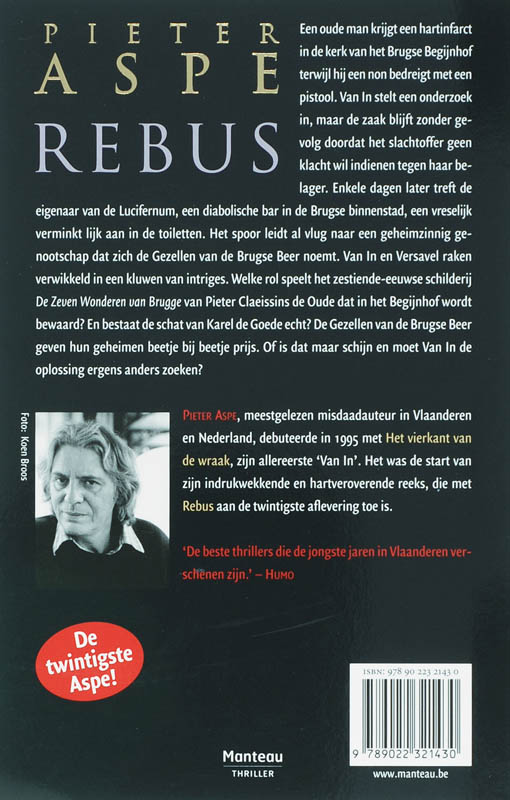 PIETER
ASPE
REBUS
Een oude man krijgt een hartinfarct
in de kerk van het Brugse Begijnhof
terwijl hij een non bedreigt met een
pistool. Van In stelt een onderzoek
in, maar de zaak blijft zonder ge-
volg doordat het slachtoffer geen
klacht wil indienen tegen haar be-
lager. Enkele dagen later treft de
eigenaar van de Lucifernum, een diabolische bar in de Brugse binnenstad, een vreselijk
verminkt lijk aan in de toiletten. Het spoor leidt al vlug naar een geheimzinnig ge-
nootschap dat zich de Gezellen van de Brugse Beer noemt. Van In en Versavel raken
verwikkeld in een kluwen van intriges. Welke rol speelt het zestiende-eeuwse schilderij
De Zeven Wonderen van Brugge van Pieter Claeissins de Oude dat in het Begijnhof wordt
bewaard? En bestaat de schat van Karel de Goede echt? De Gezellen van de Brugse Beer
geven hun geheimen beetje bij beetje prijs. Of is dat maar schijn en moet Van In de
oplossing ergens anders zoeken?
Foto: Koen Broos
PIETER ASPE, meestgelezen misdaadauteur in Vlaanderen
en Nederland, debuteerde in 1995 met Het vierkant van
de wraak, zijn allereerste ‘Van In’. Het was de start van
zijn indrukwekkende en hartveroverende reeks, die met
Rebus aan de twintigste aflevering toe is.
‘De beste thrillers die de jongste jaren in Vlaanderen ver-
schenen zijn.’ – HUMO
De
twintigste
Aspe!
ISBN: 978 90 223 2143 0
9 789022 321430
www.manteau.be
Manteau
THRILLER